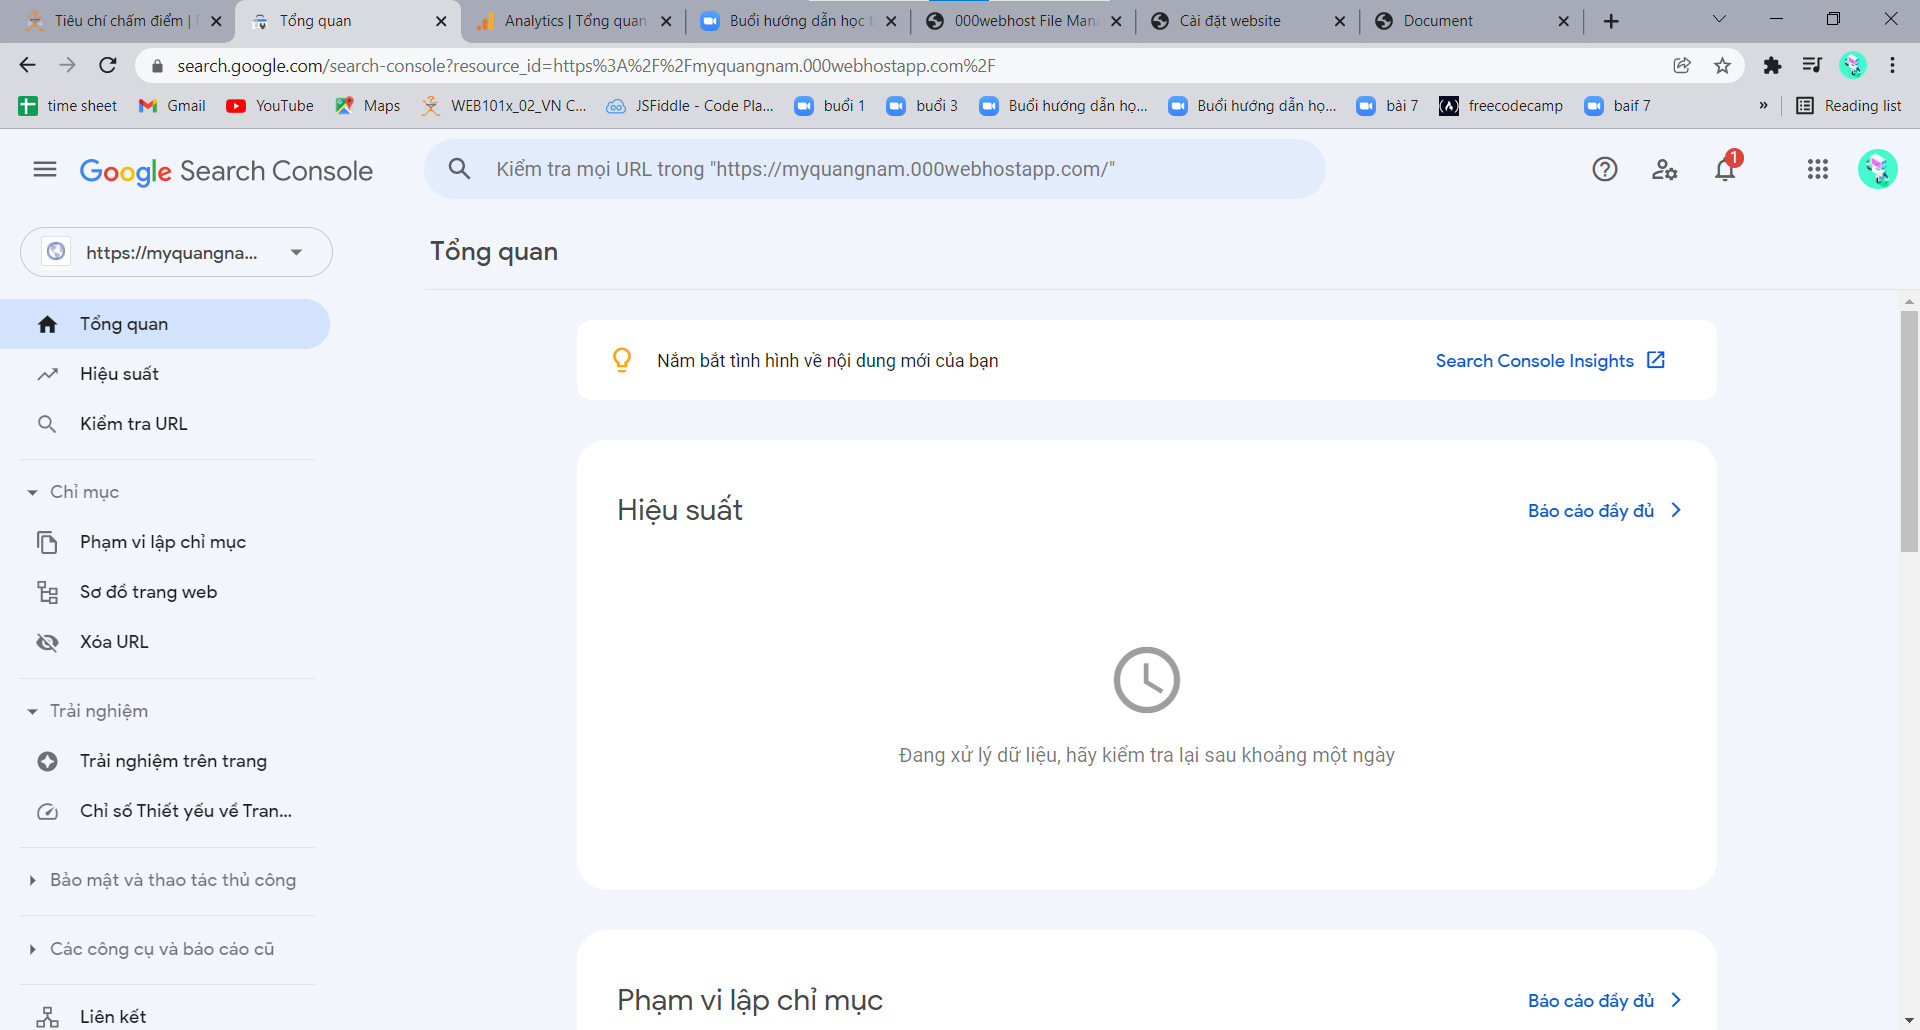 Tiêu chí chấm điểm |
Tổng quan
Analytics | Tổng quan
Buổi hướng dẫn học t
000webhost File Man
Cài đặt website
Document
search.google.com/search-console?resource_id=https%3A%2F%2Fmyquangnam.000webhostapp.com%2F
time sheet
Gmail
YouTube
Maps
WEB101x_02_VN C...
JSFiddle - Code Pla...
buổi 1
buổi 3
Buổi hướng dẫn họ...
Buổi hướng dẫn họ...
bài 7
freecodecamp
baif 7
»
Reading list
Google Search Console
Kiểm tra mọi URL trong "https://myquangnam.000webhostapp.com/"
1
https://myquangna...
Tổng quan
Tổng quan
Hiệu suất
Kiểm tra URL
Chỉ mục
Phạm vi lập chỉ mục
Sơ đồ trang web
Xóa URL
Trải nghiệm
Trải nghiệm trên trang
Chỉ số Thiết yếu về Tran...
Bảo mật và thao tác thủ công
Các công cụ và báo cáo cũ
Liên kết
Nắm bắt tình hình về nội dung mới của bạn
Search Console Insights
Hiệu suất
Báo cáo đầy đủ
Đang xử lý dữ liệu, hãy kiểm tra lại sau khoảng một ngày
Phạm vi lập chỉ mục
Báo cáo đầy đủ